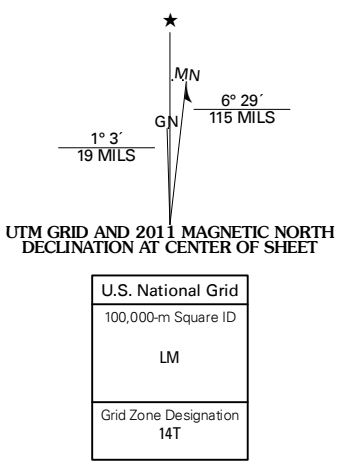 ★
MN
GN
6° 29´
115 MILS
1° 3´
19 MILS
UTM GRID AND 2011 MAGNETIC NORTH
DECLINATION AT CENTER OF SHEET
U.S. National Grid
100,000-m Square ID
LM
Grid Zone Designation
14T